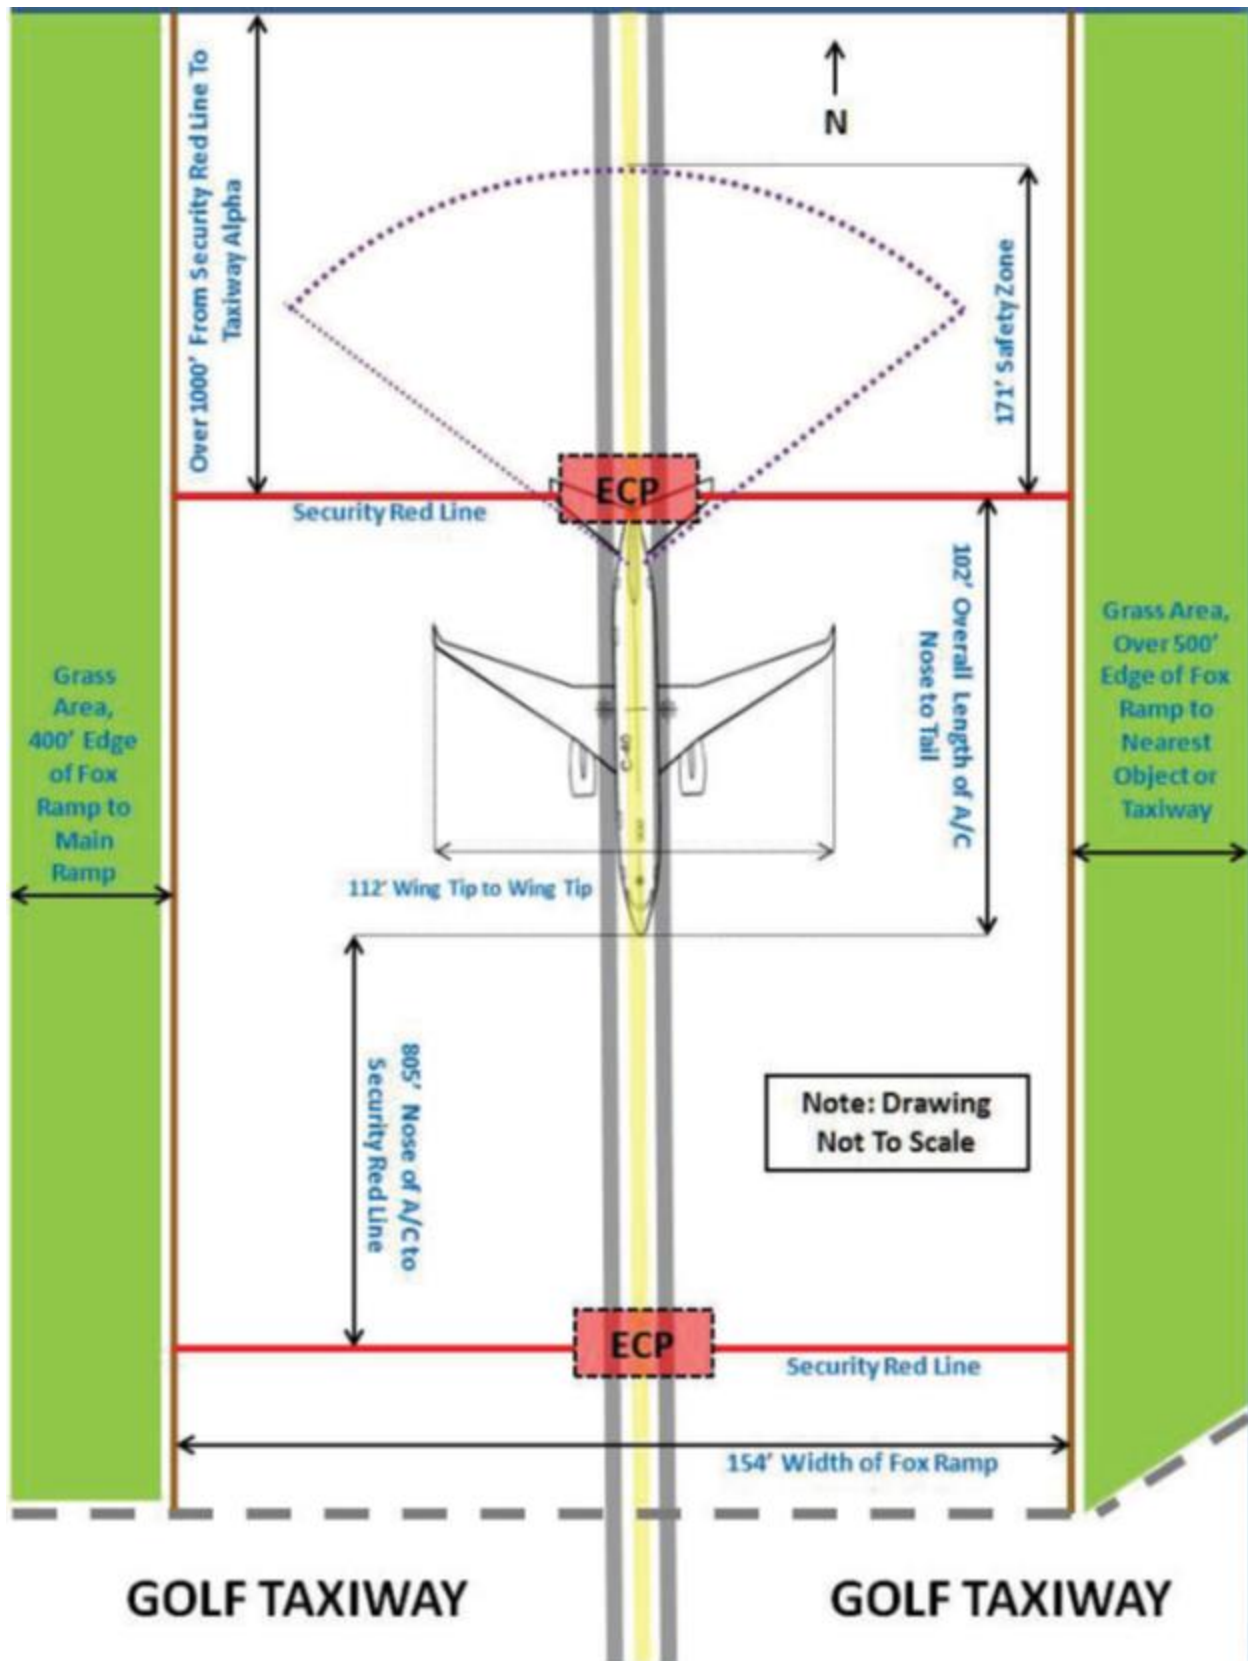 Over 1000' From Security Red Line To
Taxiway Alpha
N
171' Safety Zone
ECP
Security Red Line
102' Overall Length of A/C
Nose to Tail
Grass
Area,
400' Edge
of Fox
Ramp to
Main
Ramp
Grass Area,
Over 500'
Edge of Fox
Ramp to
Nearest
Object or
Taxiway
C-40
112' Wing Tip to Wing Tip
805' Nose of A/C to
Security Red Line
Note: Drawing
Not To Scale
ECP
Security Red Line
154' Width of Fox Ramp
GOLF TAXIWAY
GOLF TAXIWAY